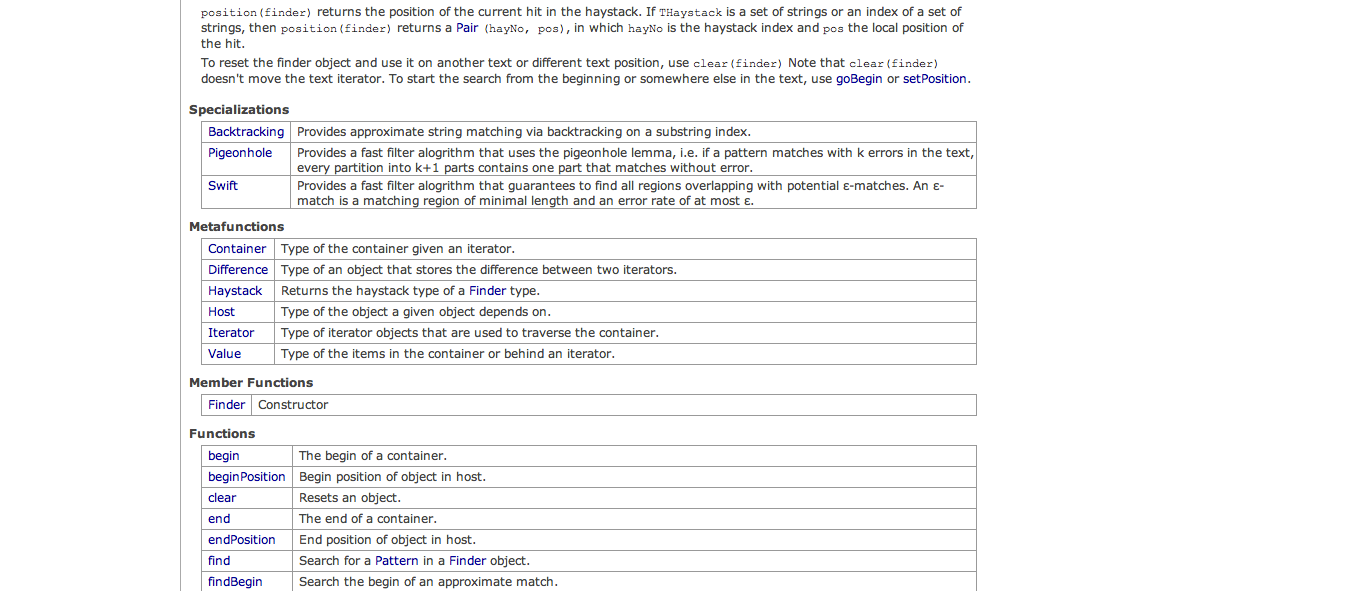 position(finder) returns the position of the current hit in the haystack. If THaystack is a set of strings or an index of a set of
strings, then position(finder) returns a Pair (hayNo, pos), in which hayNo is the haystack index and pos the local position of
the hit.
To reset the finder object and use it on another text or different text position, use clear(finder) Note that clear(finder)
doesn't move the text iterator. To start the search from the beginning or somewhere else in the text, use goBegin or setPosition.
Specializations
Backtracking Provides approximate string matching via backtracking on a substring index.
Pigeonhole Provides a fast filter alogrithm that uses the pigeonhole lemma, i.e. if a pattern matches with k errors in the text,
every partition into k+1 parts contains one part that matches without error.
Swift Provides a fast filter alogrithm that guarantees to find all regions overlapping with potential ε-matches. An ε-
match is a matching region of minimal length and an error rate of at most ε.
Metafunctions
Container Type of the container given an iterator.
Difference Type of an object that stores the difference between two iterators.
Haystack Returns the haystack type of a Finder type.
Host Type of the object a given object depends on.
Iterator Type of iterator objects that are used to traverse the container.
Value Type of the items in the container or behind an iterator.
Member Functions
Finder Constructor
Functions
begin The begin of a container.
beginPosition Begin position of object in host.
clear Resets an object.
end The end of a container.
endPosition End position of object in host.
find Search for a Pattern in a Finder object.
findBegin Search the begin of an approximate match.